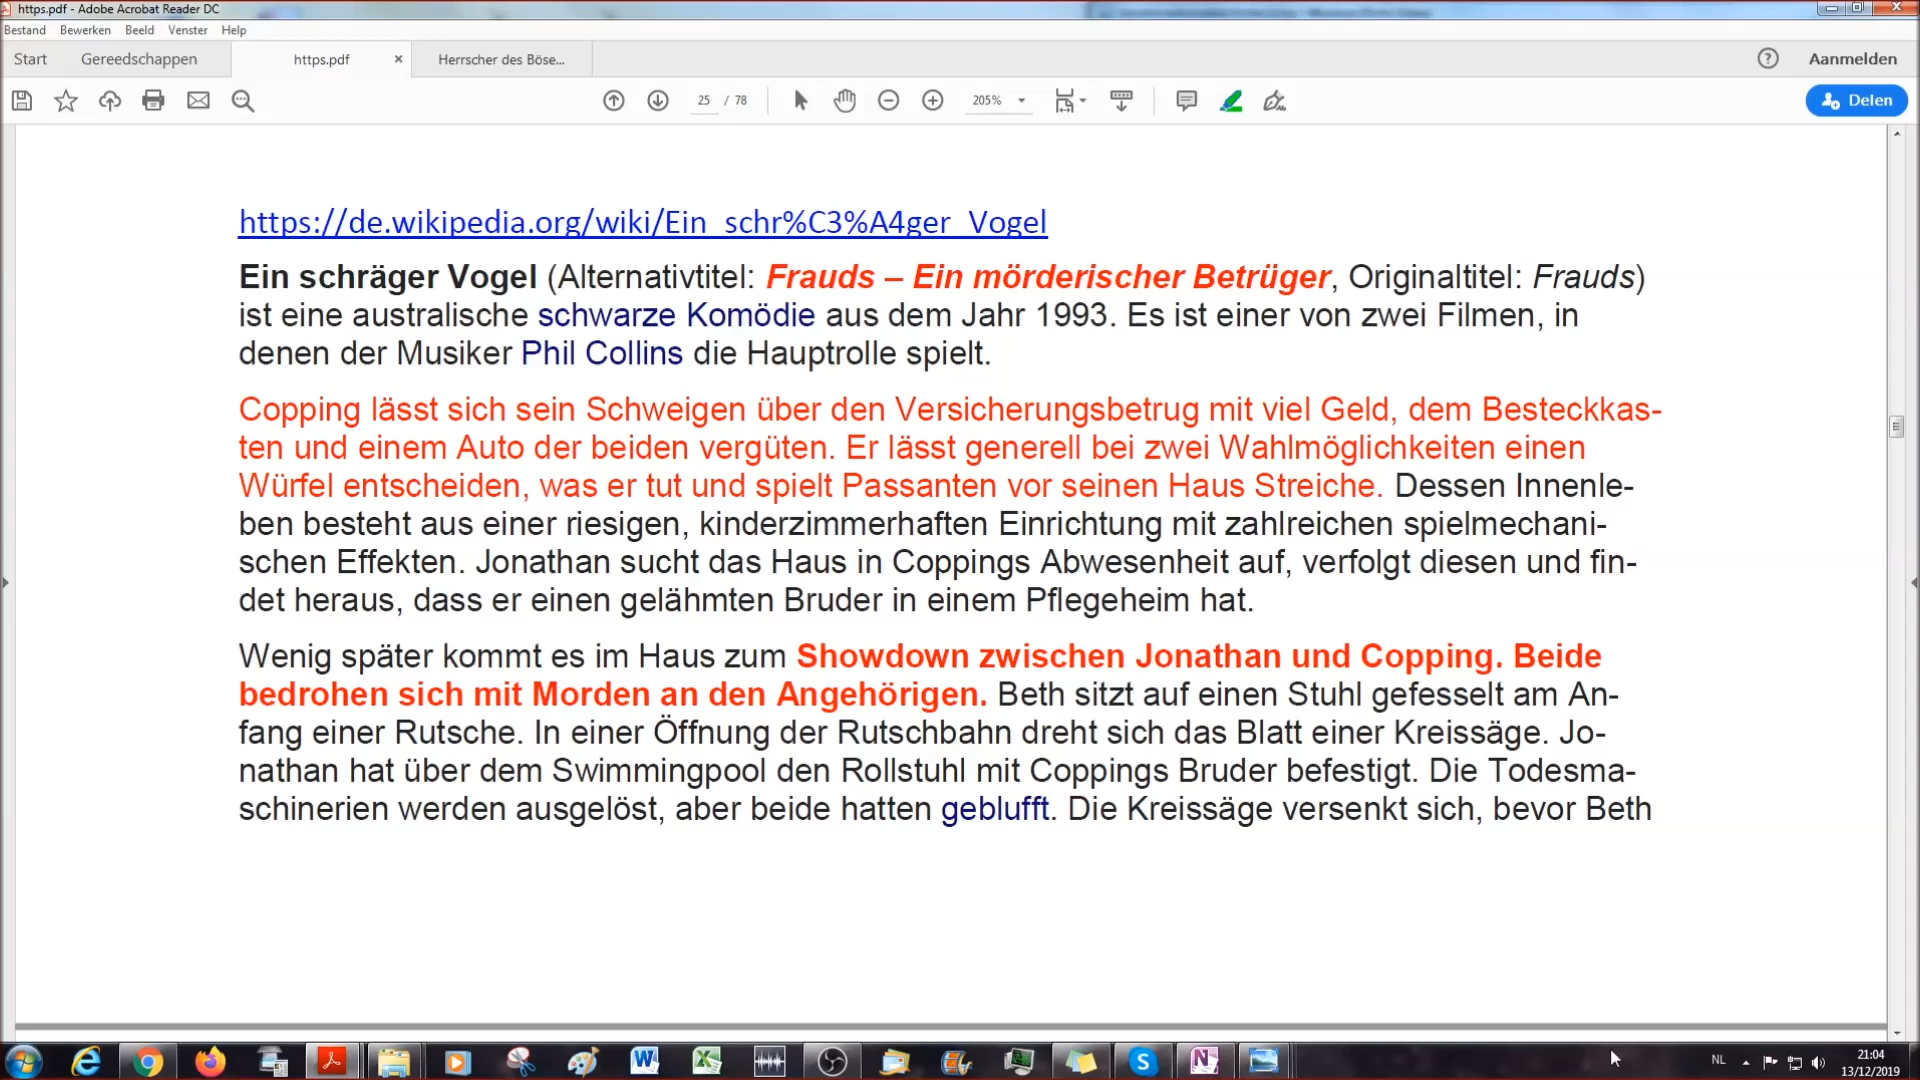 https.pdf - Adobe Acrobat Reader DC
Bestand Bewerken Beeld Venster Help
Start Gereedschappen https.pdf × Herrscher des Böse... Aanmelden
25 / 78 205% Delen
https://de.wikipedia.org/wiki/Ein_schr%C3%A4ger_Vogel
Ein schräger Vogel (Alternativtitel: Frauds – Ein mörderischer Betrüger, Originaltitel: Frauds)
ist eine australische schwarze Komödie aus dem Jahr 1993. Es ist einer von zwei Filmen, in
denen der Musiker Phil Collins die Hauptrolle spielt.
Copping lässt sich sein Schweigen über den Versicherungsbetrug mit viel Geld, dem Besteckkas-
ten und einem Auto der beiden vergüten. Er lässt generell bei zwei Wahlmöglichkeiten einen
Würfel entscheiden, was er tut und spielt Passanten vor seinen Haus Streiche. Dessen Innenle-
ben besteht aus einer riesigen, kinderzimmerhaften Einrichtung mit zahlreichen spielmechani-
schen Effekten. Jonathan sucht das Haus in Coppings Abwesenheit auf, verfolgt diesen und fin-
det heraus, dass er einen gelähmten Bruder in einem Pflegeheim hat.
Wenig später kommt es im Haus zum Showdown zwischen Jonathan und Copping. Beide
bedrohen sich mit Morden an den Angehörigen. Beth sitzt auf einen Stuhl gefesselt am An-
fang einer Rutsche. In einer Öffnung der Rutschbahn dreht sich das Blatt einer Kreissäge. Jo-
nathan hat über dem Swimmingpool den Rollstuhl mit Coppings Bruder befestigt. Die Todesma-
schinerien werden ausgelöst, aber beide hatten geblufft. Die Kreissäge versenkt sich, bevor Beth
NL 21:04
13/12/2019